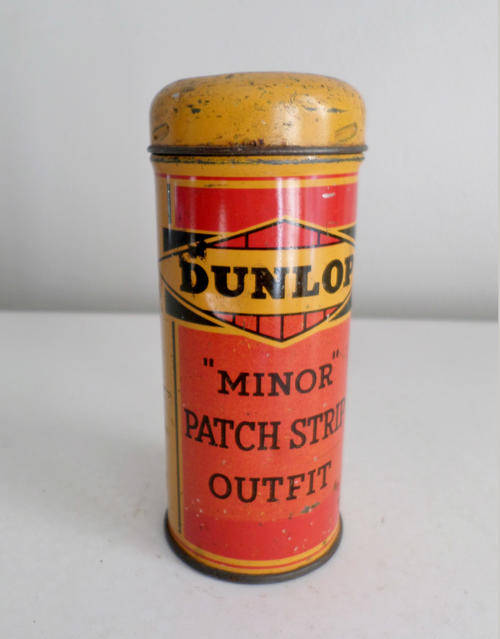 DUNLOP
"MINOR"
PATCH STRIP
OUTFIT